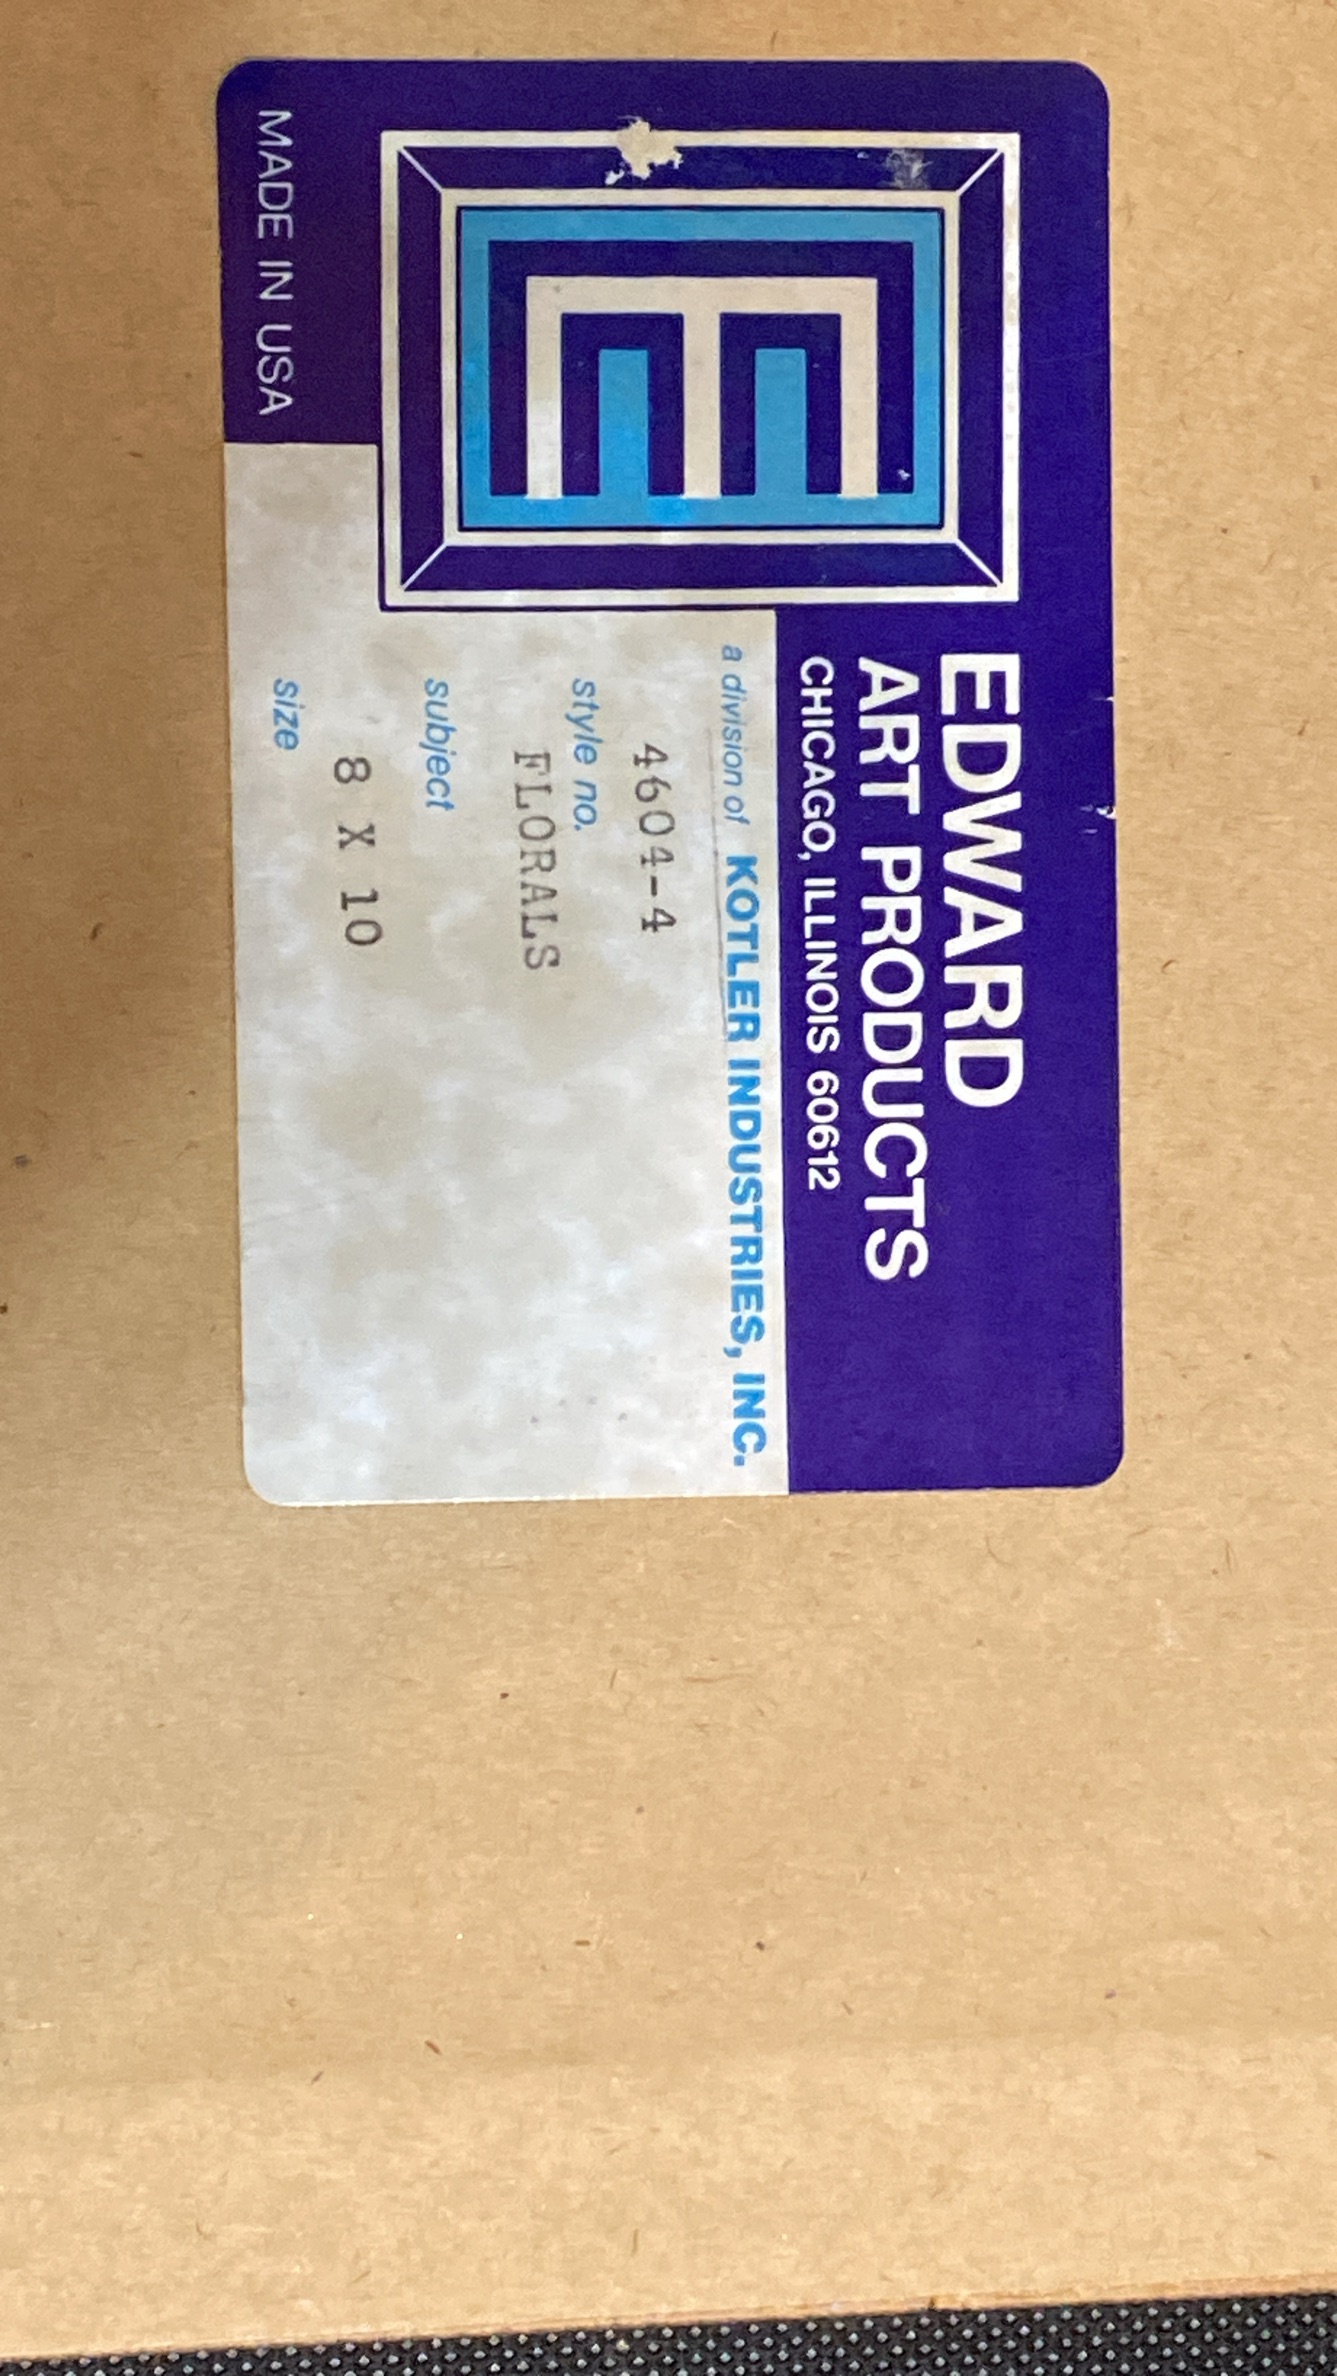 EDWARD
ART PRODUCTS
CHICAGO, ILLINOIS 60612
a division of KOTLER INDUSTRIES, INC.
4604-4
style no.
FLORALS
subject
8 X 10
size
MADE IN USA